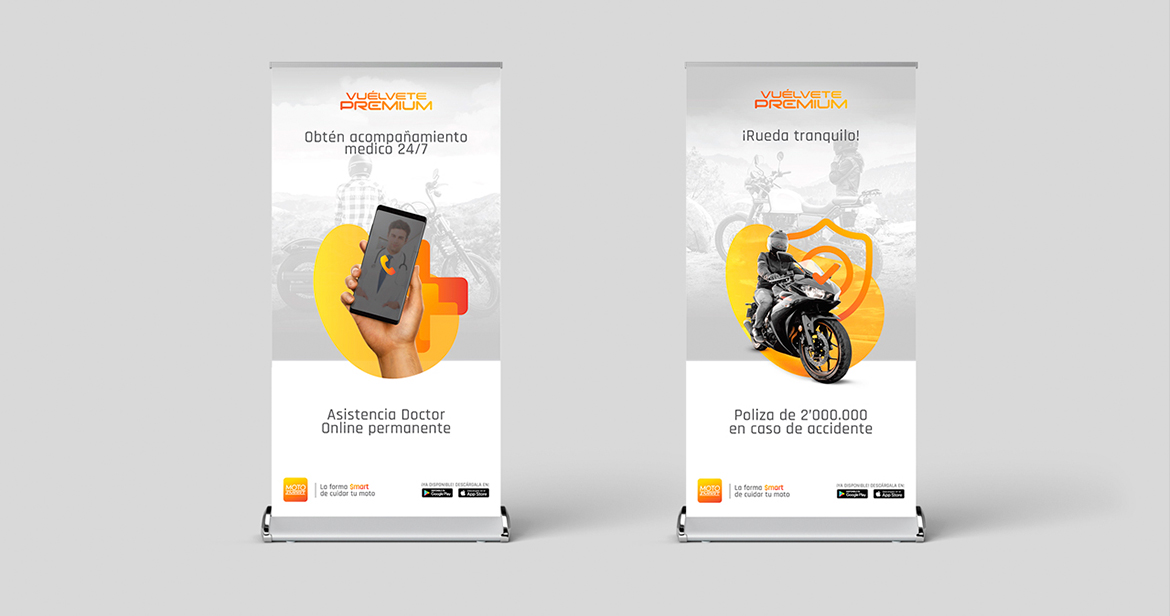 VUÉLVETE
PREMIUM
Obtén acompañamiento
medico 24/7
Asistencia Doctor
Online permanente
MOTO
La forma Smart
de cuidar tu moto
¡YA DISPONIBLE! DESCÁRGALA EN:
Google Play
App Store
VUÉLVETE
PREMIUM
¡Rueda tranquilo!
Poliza de 2'000.000
en caso de accidente
MOTO
La forma Smart
de cuidar tu moto
¡YA DISPONIBLE! DESCÁRGALA EN:
Google Play
App Store